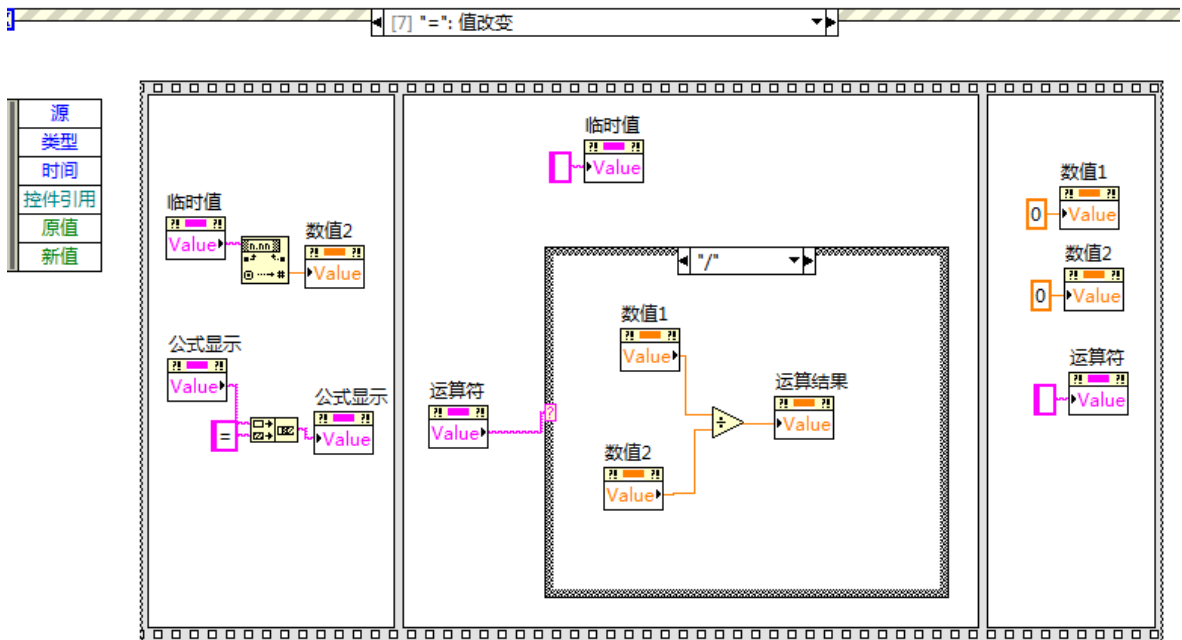 [7] "=": 值改变
源
类型
时间
控件引用
原值
新值
临时值
?! ?!
Value
n.nn
#
数值2
?! ?!
Value
公式显示
?! ?!
Value
=
公式显示
?! ?!
Value
临时值
?! ?!
Value
运算符
?! ?!
Value
?
"/"
数值1
?! ?!
Value
数值2
?! ?!
Value
÷
运算结果
?! ?!
Value
数值1
?! ?!
0
Value
数值2
?! ?!
0
Value
运算符
?! ?!
Value